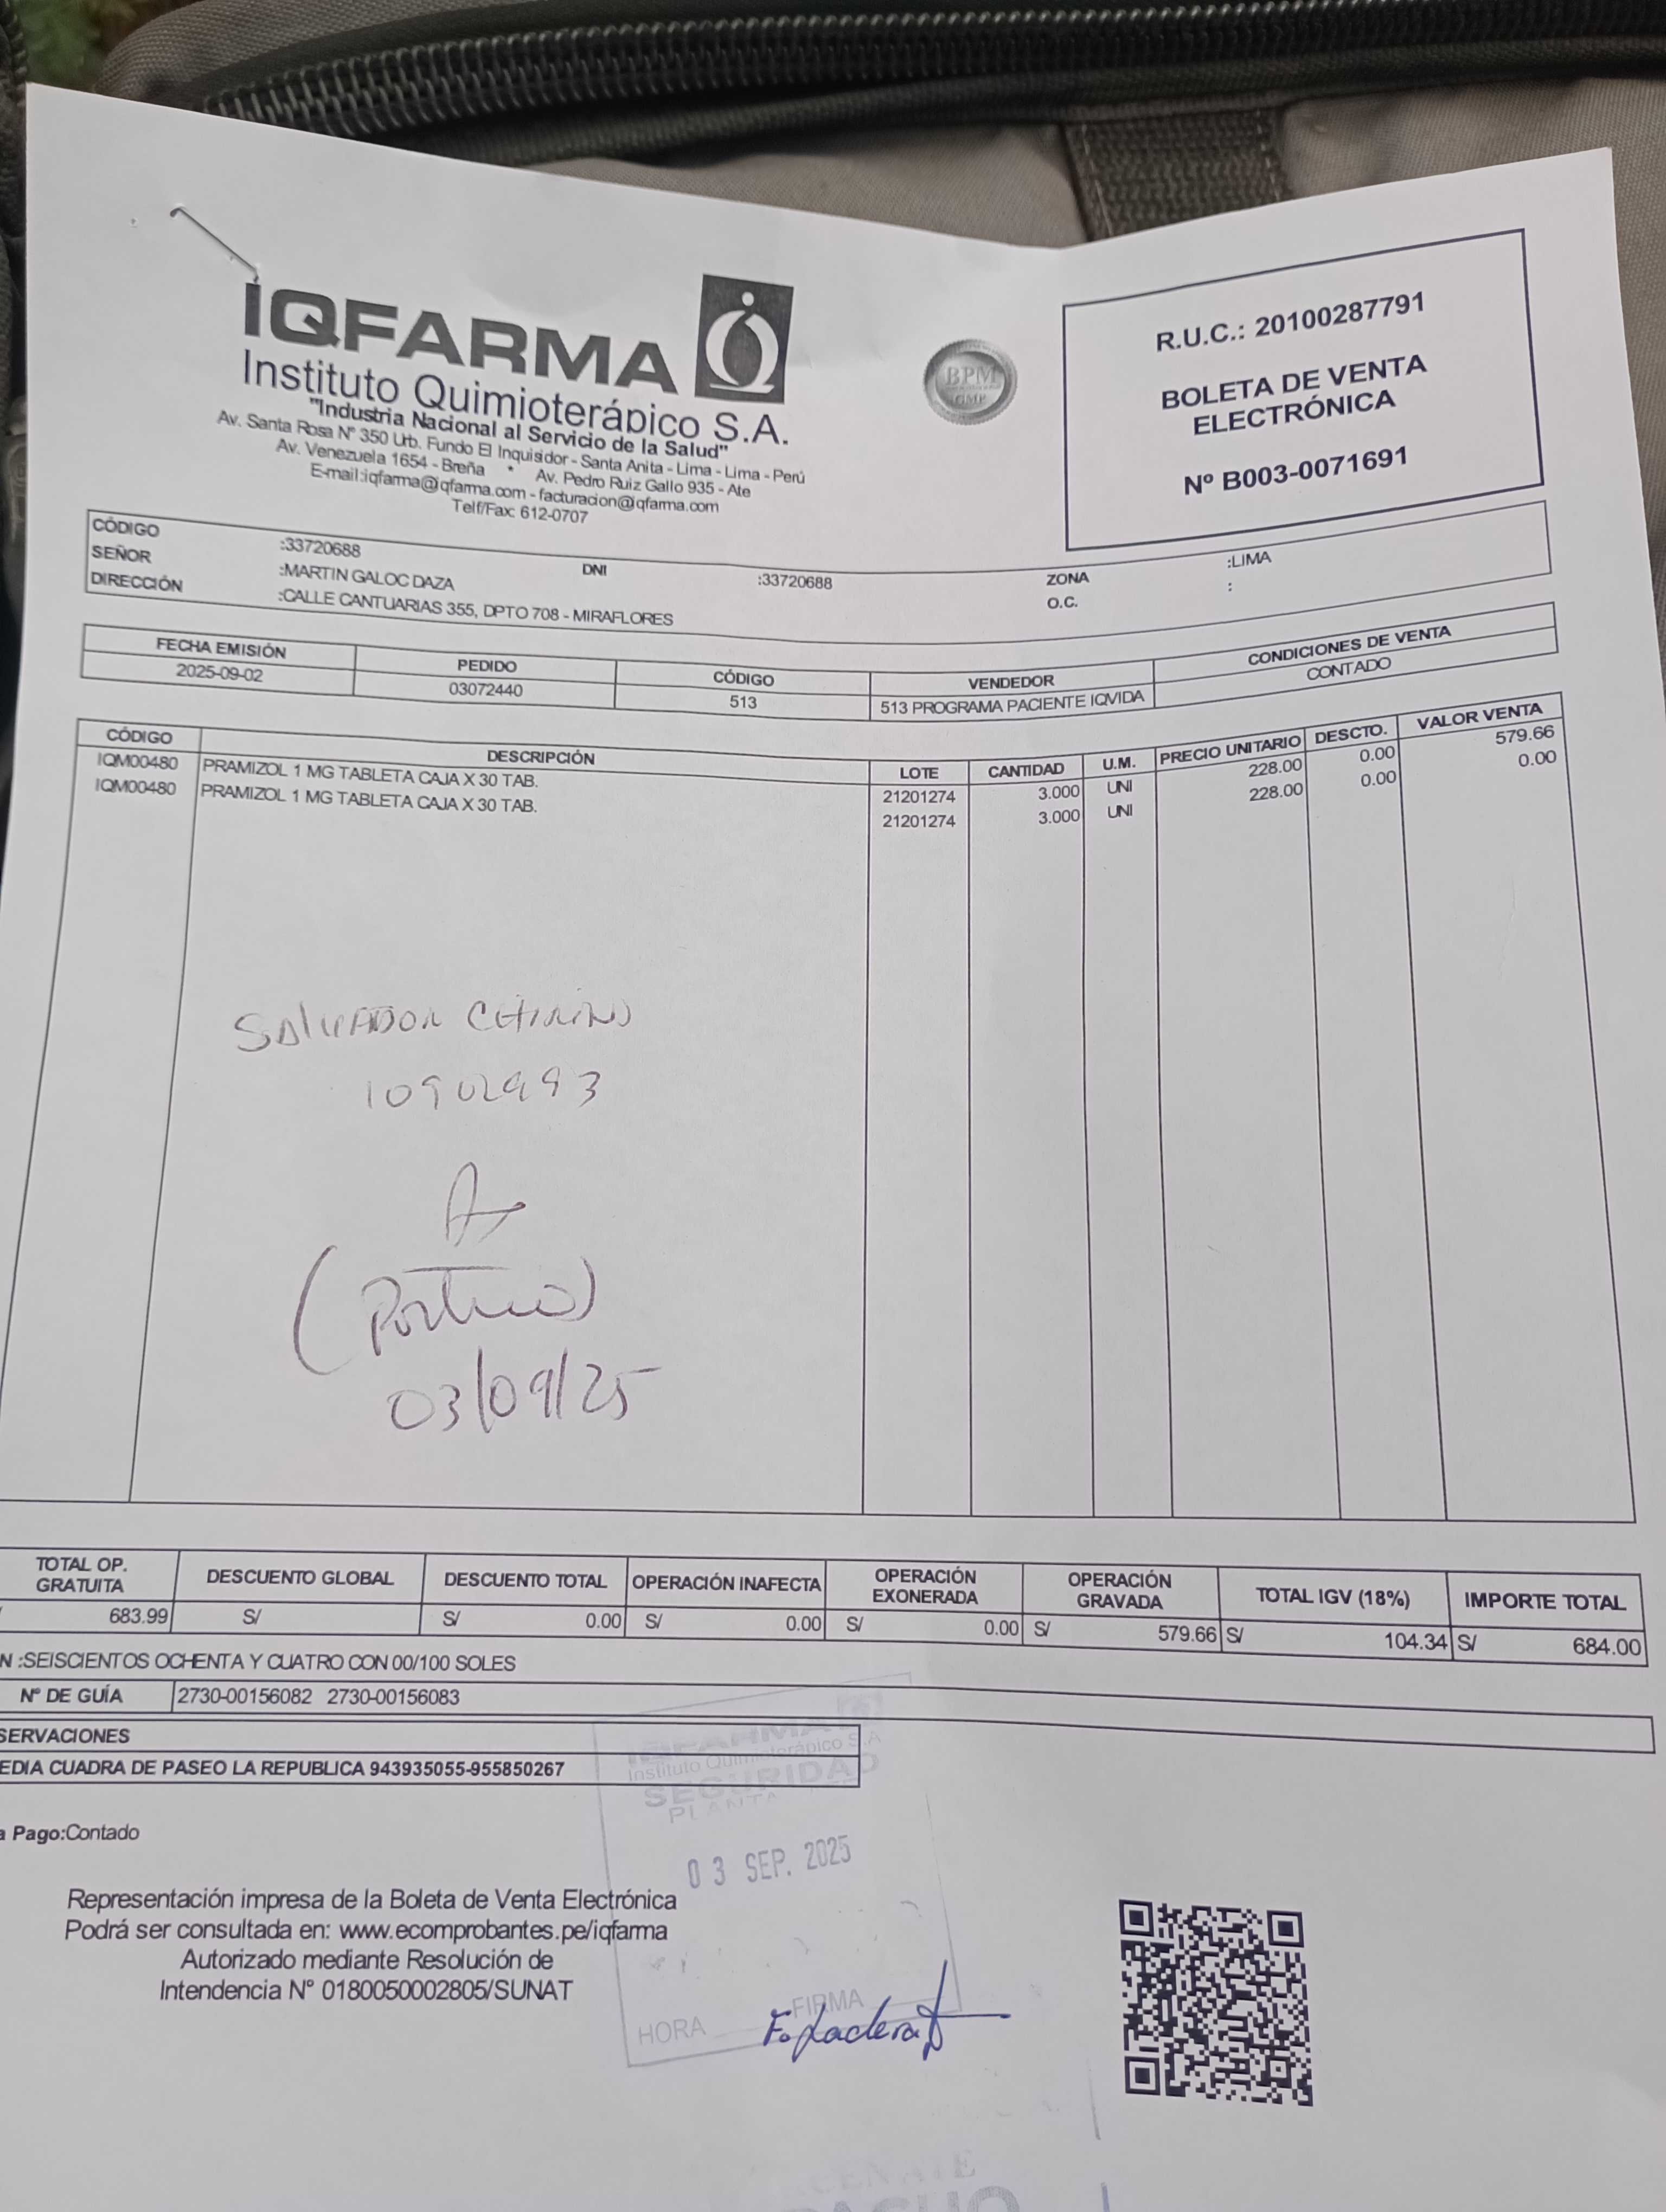 IQFARMA
Instituto Quimioterápico S.A.
"Industria Nacional al Servicio de la Salud"
Av. Santa Rosa Nº 350 Urb. Fundo El Inquisidor - Santa Anita - Lima - Lima - Perú
Av. Venezuela 1654 - Breña * Av. Pedro Ruiz Gallo 935 - Ate
E-mail:iqfarma@iqfarma.com - facturacion@iqfarma.com
Telf/Fax: 612-0707
BPM
GMP
R.U.C.: 20100287791
BOLETA DE VENTA
ELECTRÓNICA
Nº B003-0071691
CÓDIGO :33720688 DNI :33720688 ZONA :LIMA
SEÑOR :MARTIN GALOC DAZA O.C. :
DIRECCIÓN :CALLE CANTUARIAS 355, DPTO 708 - MIRAFLORES
FECHA EMISIÓN PEDIDO CÓDIGO VENDEDOR CONDICIONES DE VENTA
2025-09-02 03072440 513 513 PROGRAMA PACIENTE IQVIDA CONTADO
CÓDIGO DESCRIPCIÓN LOTE CANTIDAD U.M. PRECIO UNITARIO DESCTO. VALOR VENTA
IQM00480 PRAMIZOL 1 MG TABLETA CAJA X 30 TAB. 21201274 3.000 UNI 228.00 0.00 579.66
IQM00480 PRAMIZOL 1 MG TABLETA CAJA X 30 TAB. 21201274 3.000 UNI 228.00 0.00 0.00
SALVADOR
03/09/25
TOTAL OP. GRATUITA DESCUENTO GLOBAL DESCUENTO TOTAL OPERACIÓN INAFECTA OPERACIÓN EXONERADA OPERACIÓN GRAVADA TOTAL IGV (18%) IMPORTE TOTAL
683.99 S/ S/ 0.00 S/ 0.00 S/ 0.00 S/ 579.66 S/ 104.34 S/ 684.00
N :SEISCIENTOS OCHENTA Y CUATRO CON 00/100 SOLES
Nº DE GUÍA 2730-00156082 2730-00156083
SERVACIONES
EDIA CUADRA DE PASEO LA REPUBLICA 943935055-955850267
a Pago:Contado
IQFARMA
Instituto Quimioterápico S.A
SEGURIDAD
PLANTA
03 SEP. 2025
HORA FIRMA
Representación impresa de la Boleta de Venta Electrónica
Podrá ser consultada en: www.ecomprobantes.pe/iqfarma
Autorizado mediante Resolución de
Intendencia Nº 0180050002805/SUNAT